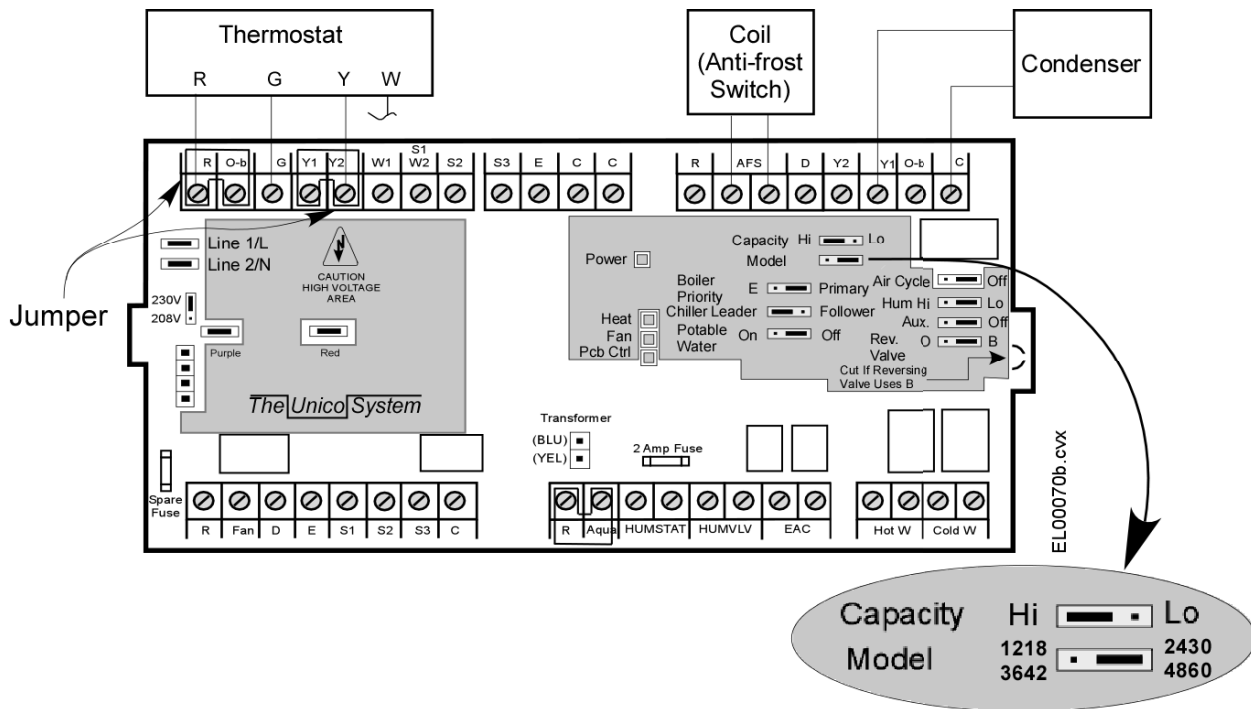 Thermostat
R G Y W
Coil
(Anti-frost
Switch)
Condenser
R O-b G Y1 Y2 W1 S1 W2 S2
S3 E C C
R AFS D Y2 Y1 O-b C
Jumper
Line 1/L
Line 2/N
230V
208V
CAUTION
HIGH VOLTAGE
AREA
Purple
Red
The Unico System
Spare
Fuse
Power
Heat
Fan
Pcb Ctrl
Capacity Hi Lo
Model
Boiler
Priority E Primary
Chiller Leader Follower
Potable
Water On Off
Air Cycle Off
Hum Hi Lo
Aux. Off
Rev.
Valve O B
Cut If Reversing
Valve Uses B
Transformer
(BLU)
(YEL)
2 Amp Fuse
R Fan D E S1 S2 S3 C
R Aqua HUMSTAT HUMVLV EAC
Hot W Cold W
EL00070b.cvx
Capacity Hi Lo
Model 1218 2430
3642 4860